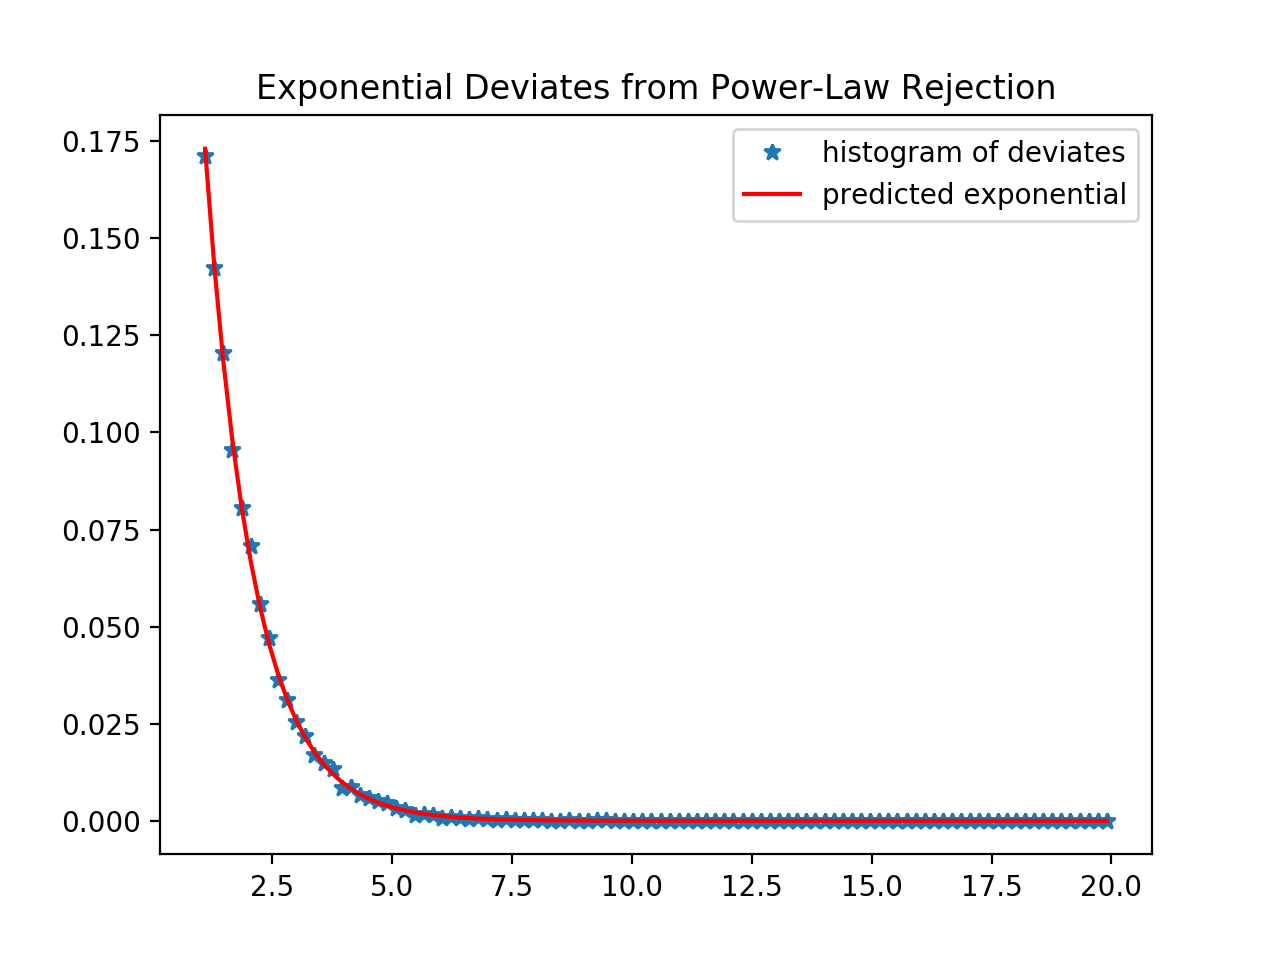 Exponential Deviates from Power-Law Rejection
histogram of deviates
predicted exponential
0.175
0.150
0.125
0.100
0.075
0.050
0.025
0.000
2.5 5.0 7.5 10.0 12.5 15.0 17.5 20.0